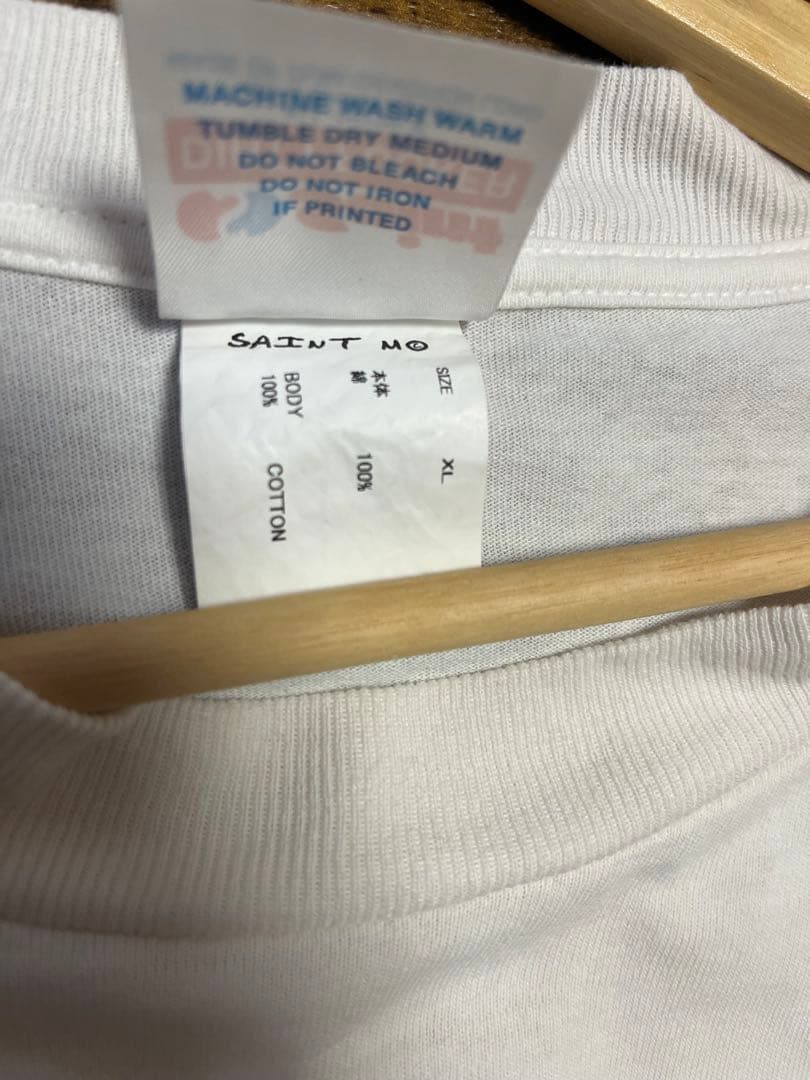 MACHINE WASH WARM
TUMBLE DRY MEDIUM
DO NOT BLEACH
DO NOT IRON
IF PRINTED
SAINT M©
SIZE XL
本体
綿 100%
BODY
100% COTTON